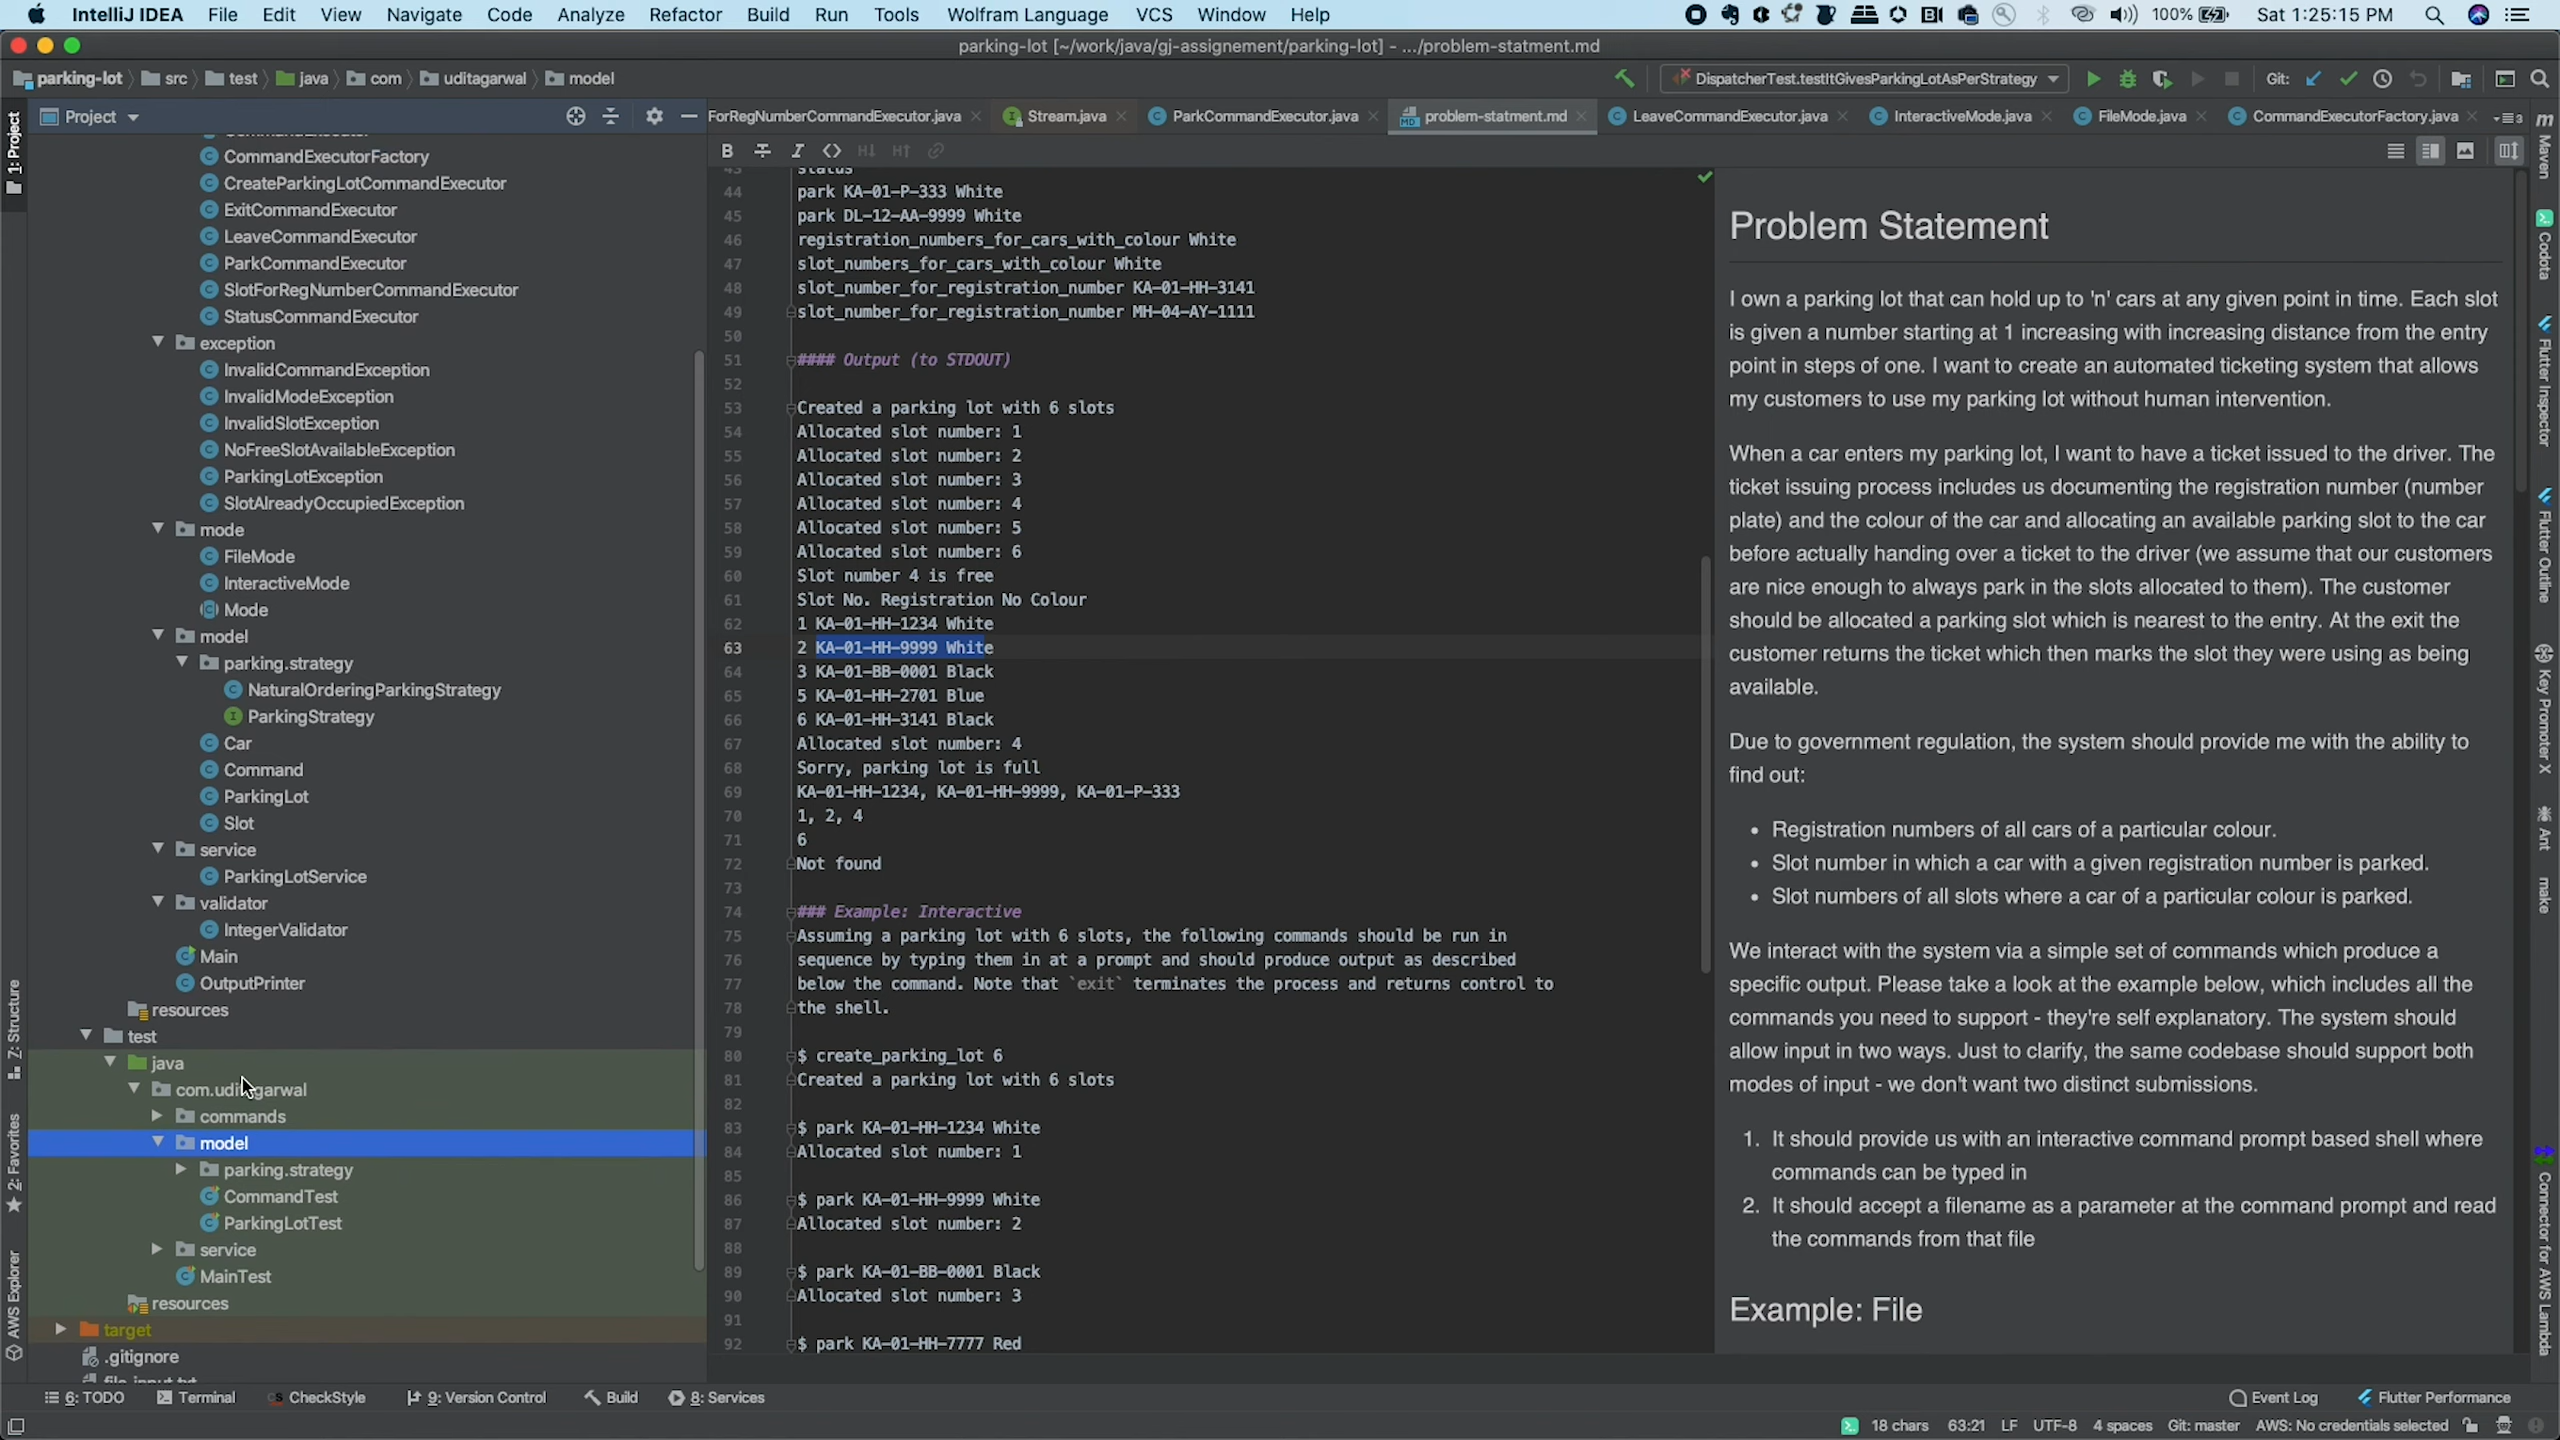 IntelliJ IDEA File Edit View Navigate Code Analyze Refactor Build Run Tools Wolfram Language VCS Window Help 100% Sat 1:25:15 PM
parking-lot [~/work/java/gj-assignement/parking-lot] - .../problem-statment.md
parking-lot src test java com uditagarwal model DispatcherTest.testItGivesParkingLotAsPerStrategy Git:
Project ForRegNumberCommandExecutor.java Stream.java ParkCommandExecutor.java problem-statment.md LeaveCommandExecutor.java InteractiveMode.java FileMode.java CommandExecutorFactory.java
1: Project
7: Structure
2: Favorites
AWS Explorer
CommandExecutorFactory
CreateParkingLotCommandExecutor
ExitCommandExecutor
LeaveCommandExecutor
ParkCommandExecutor
SlotForRegNumberCommandExecutor
StatusCommandExecutor
exception
InvalidCommandException
InvalidModeException
InvalidSlotException
NoFreeSlotAvailableException
ParkingLotException
SlotAlreadyOccupiedException
mode
FileMode
InteractiveMode
Mode
model
parking.strategy
NaturalOrderingParkingStrategy
ParkingStrategy
Car
Command
ParkingLot
Slot
service
ParkingLotService
validator
IntegerValidator
Main
OutputPrinter
resources
test
java
com.uditagarwal
commands
model
parking.strategy
CommandTest
ParkingLotTest
service
MainTest
resources
target
.gitignore
43 status
44 park KA-01-P-333 White
45 park DL-12-AA-9999 White
46 registration_numbers_for_cars_with_colour White
47 slot_numbers_for_cars_with_colour White
48 slot_number_for_registration_number KA-01-HH-3141
49 slot_number_for_registration_number MH-04-AY-1111
50
51 #### Output (to STDOUT)
52
53 Created a parking lot with 6 slots
54 Allocated slot number: 1
55 Allocated slot number: 2
56 Allocated slot number: 3
57 Allocated slot number: 4
58 Allocated slot number: 5
59 Allocated slot number: 6
60 Slot number 4 is free
61 Slot No. Registration No Colour
62 1 KA-01-HH-1234 White
63 2 KA-01-HH-9999 White
64 3 KA-01-BB-0001 Black
65 5 KA-01-HH-2701 Blue
66 6 KA-01-HH-3141 Black
67 Allocated slot number: 4
68 Sorry, parking lot is full
69 KA-01-HH-1234, KA-01-HH-9999, KA-01-P-333
70 1, 2, 4
71 6
72 Not found
73
74 ### Example: Interactive
75 Assuming a parking lot with 6 slots, the following commands should be run in
76 sequence by typing them in at a prompt and should produce output as described
77 below the command. Note that `exit` terminates the process and returns control to
78 the shell.
79
80 $ create_parking_lot 6
81 Created a parking lot with 6 slots
82
83 $ park KA-01-HH-1234 White
84 Allocated slot number: 1
85
86 $ park KA-01-HH-9999 White
87 Allocated slot number: 2
88
89 $ park KA-01-BB-0001 Black
90 Allocated slot number: 3
91
92 $ park KA-01-HH-7777 Red
Problem Statement
I own a parking lot that can hold up to 'n' cars at any given point in time. Each slot
is given a number starting at 1 increasing with increasing distance from the entry
point in steps of one. I want to create an automated ticketing system that allows
my customers to use my parking lot without human intervention.
When a car enters my parking lot, I want to have a ticket issued to the driver. The
ticket issuing process includes us documenting the registration number (number
plate) and the colour of the car and allocating an available parking slot to the car
before actually handing over a ticket to the driver (we assume that our customers
are nice enough to always park in the slots allocated to them). The customer
should be allocated a parking slot which is nearest to the entry. At the exit the
customer returns the ticket which then marks the slot they were using as being
available.
Due to government regulation, the system should provide me with the ability to
find out:
• Registration numbers of all cars of a particular colour.
• Slot number in which a car with a given registration number is parked.
• Slot numbers of all slots where a car of a particular colour is parked.
We interact with the system via a simple set of commands which produce a
specific output. Please take a look at the example below, which includes all the
commands you need to support - they're self explanatory. The system should
allow input in two ways. Just to clarify, the same codebase should support both
modes of input - we don't want two distinct submissions.
1. It should provide us with an interactive command prompt based shell where
commands can be typed in
2. It should accept a filename as a parameter at the command prompt and read
the commands from that file
Example: File
Maven
Codota
Flutter Inspector
Flutter Outline
Key Promoter X
Ant
make
Connector for AWS Lambda
6: TODO Terminal CheckStyle 9: Version Control Build 8: Services Event Log Flutter Performance
18 chars 63:21 LF UTF-8 4 spaces Git: master AWS: No credentials selected